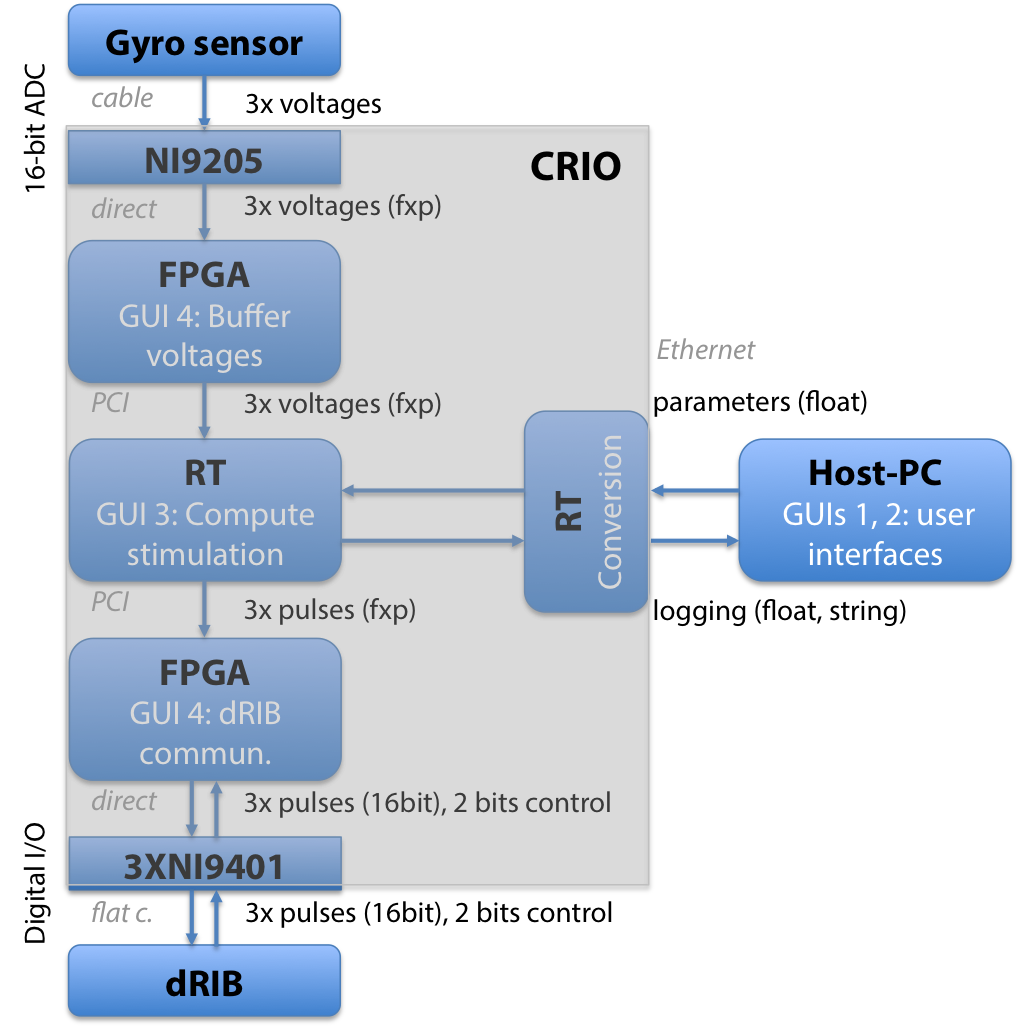 Gyro sensor
16-bit ADC
cable
3x voltages
NI9205
CRIO
direct
3x voltages (fxp)
FPGA
GUI 4: Buffer
voltages
Ethernet
PCI
3x voltages (fxp)
parameters (float)
RT
GUI 3: Compute
stimulation
RT
Conversion
Host-PC
GUIs 1, 2: user
interfaces
PCI
3x pulses (fxp)
logging (float, string)
FPGA
GUI 4: dRIB
commun.
direct
3x pulses (16bit), 2 bits control
Digital I/O
3XNI9401
flat c.
3x pulses (16bit), 2 bits control
dRIB